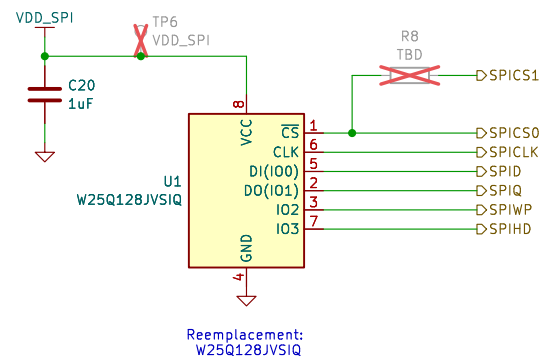 VDD_SPI
TP6
VDD_SPI
C20
1uF
R8
TBD
SPICS1
8
VCC
U1
W25Q128JVSIQ
CS 1 SPICS0
CLK 6 SPICLK
DI(IO0) 5 SPID
DO(IO1) 2 SPIQ
IO2 3 SPIWP
IO3 7 SPIHD
GND
4
Reemplacement:
W25Q128JVSIQ